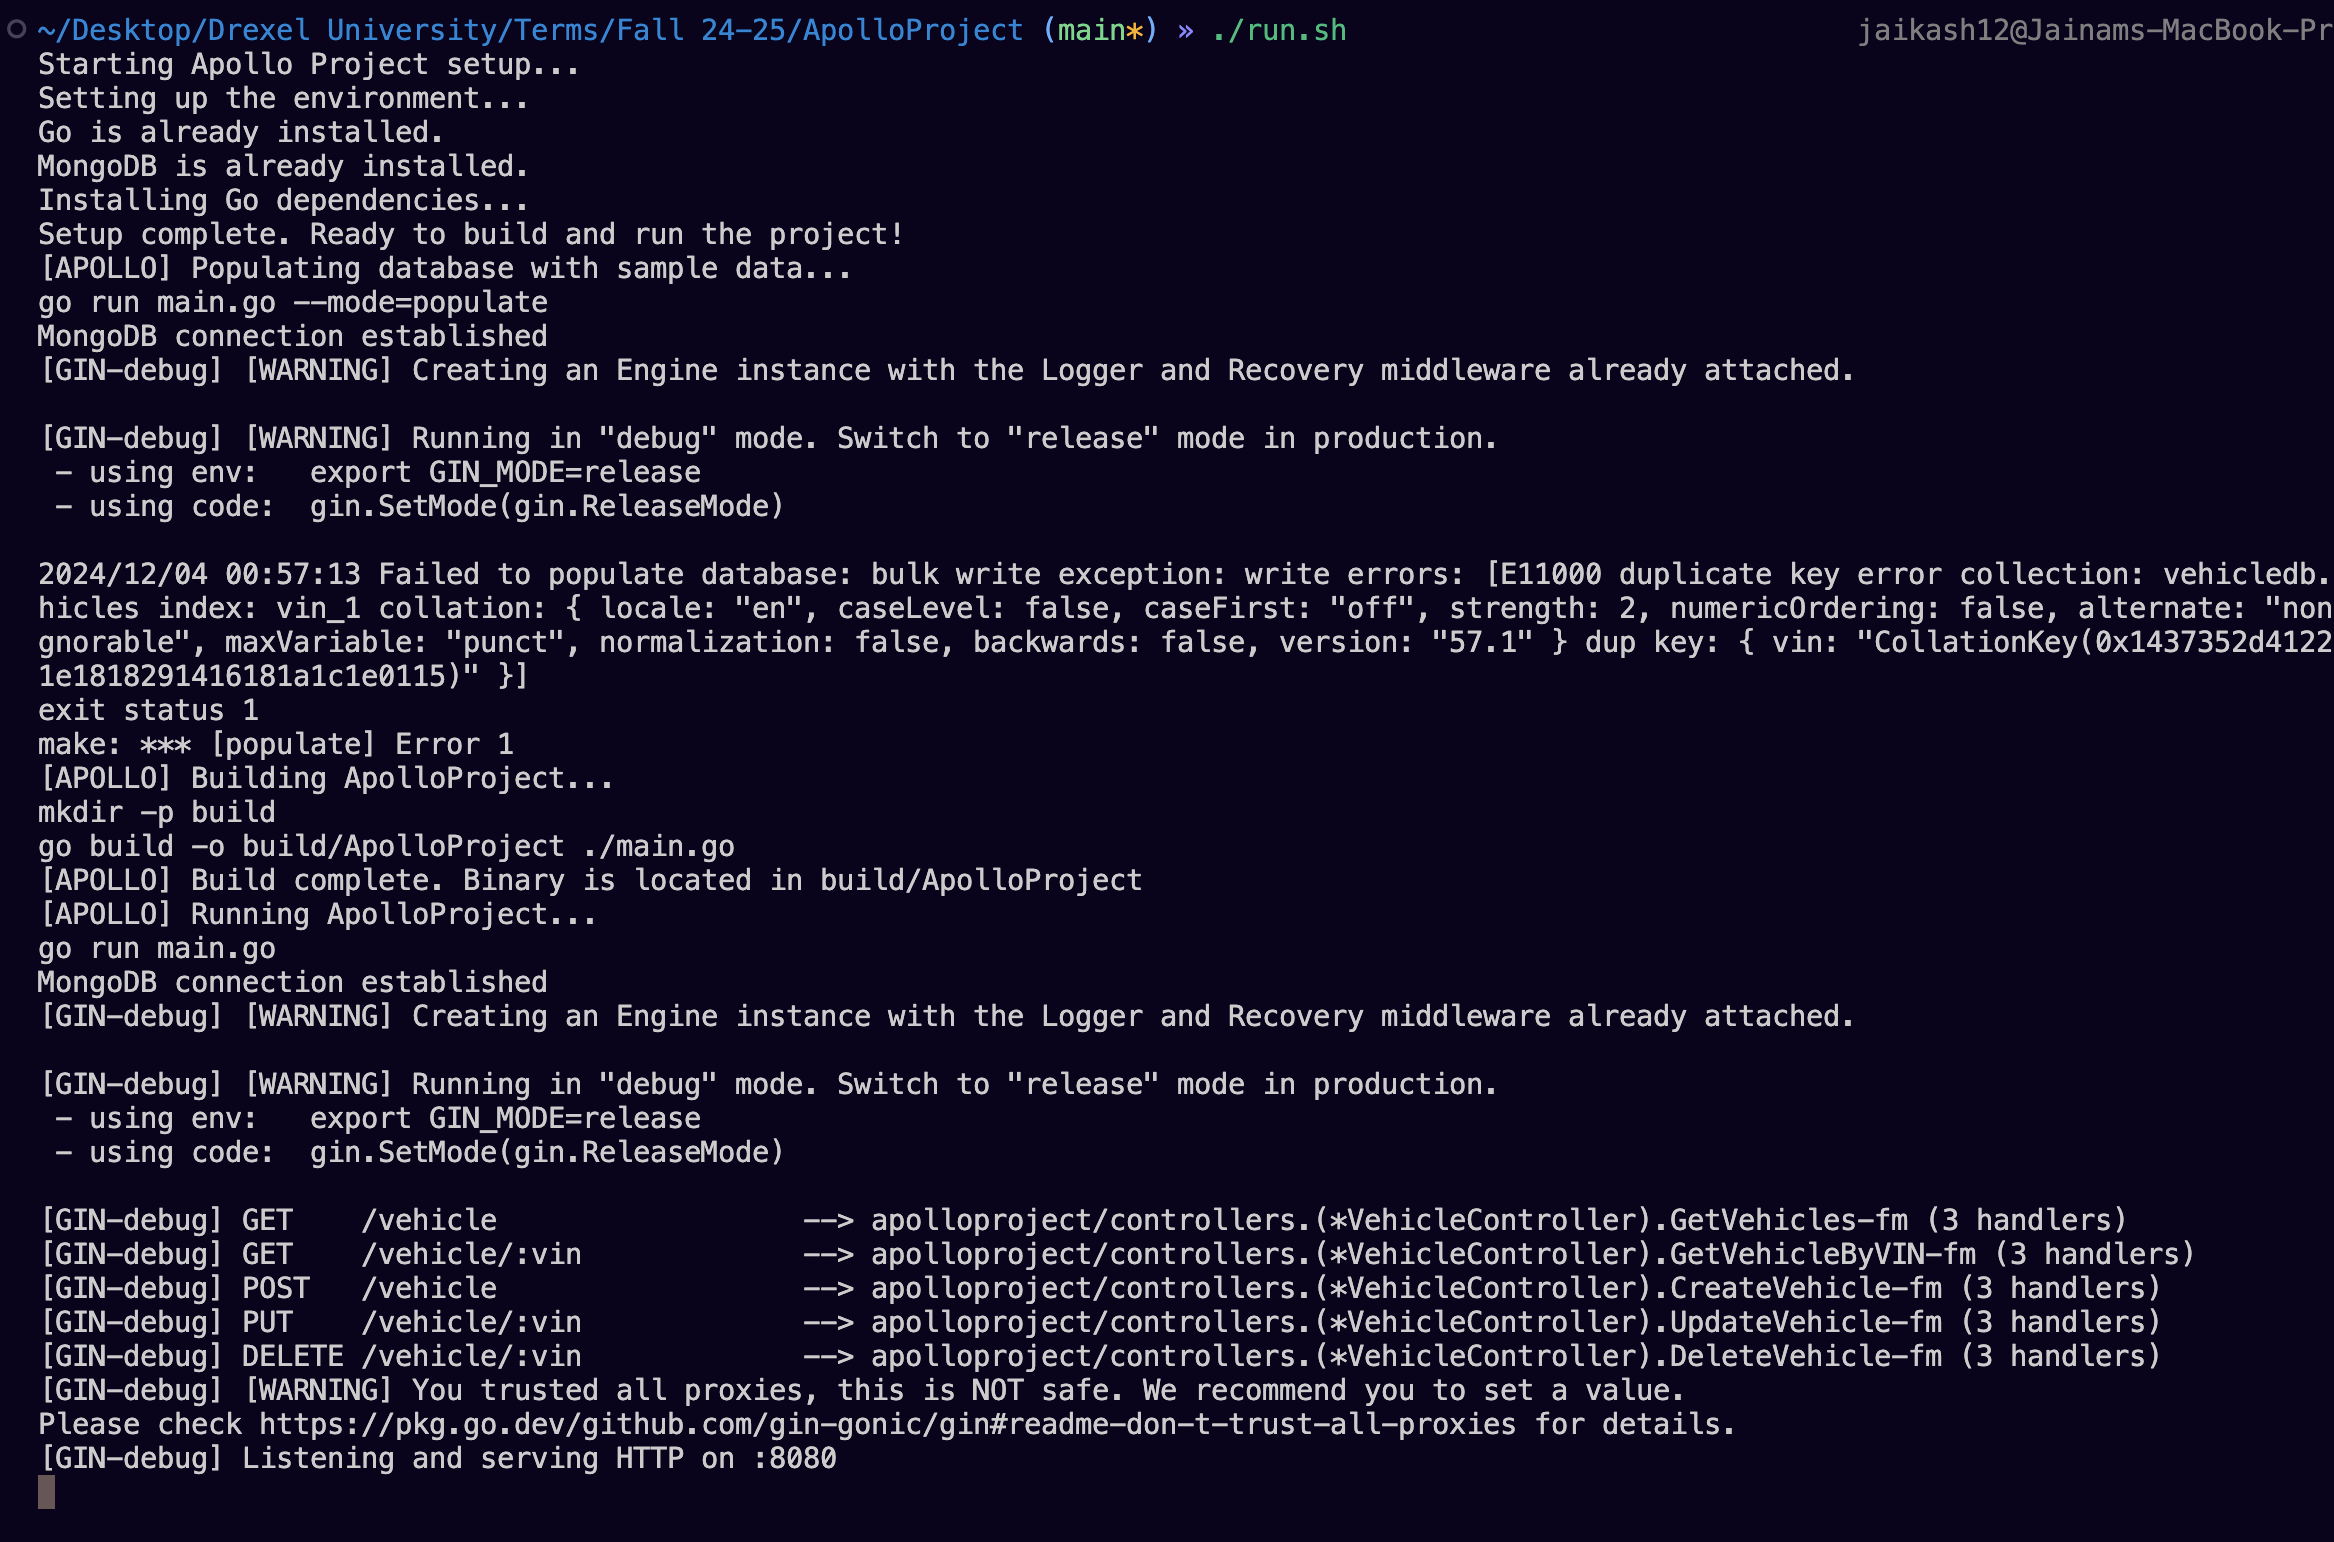 ~/Desktop/Drexel University/Terms/Fall 24-25/ApolloProject (main*) » ./run.sh jaikash12@Jainams-MacBook-Pr
Starting Apollo Project setup...
Setting up the environment...
Go is already installed.
MongoDB is already installed.
Installing Go dependencies...
Setup complete. Ready to build and run the project!
[APOLLO] Populating database with sample data...
go run main.go --mode=populate
MongoDB connection established
[GIN-debug] [WARNING] Creating an Engine instance with the Logger and Recovery middleware already attached.
[GIN-debug] [WARNING] Running in "debug" mode. Switch to "release" mode in production.
- using env:   export GIN_MODE=release
- using code:  gin.SetMode(gin.ReleaseMode)
2024/12/04 00:57:13 Failed to populate database: bulk write exception: write errors: [E11000 duplicate key error collection: vehicledb.
hicles index: vin_1 collation: { locale: "en", caseLevel: false, caseFirst: "off", strength: 2, numericOrdering: false, alternate: "non
gnorable", maxVariable: "punct", normalization: false, backwards: false, version: "57.1" } dup key: { vin: "CollationKey(0x1437352d4122
1e1818291416181a1c1e0115)" }]
exit status 1
make: *** [populate] Error 1
[APOLLO] Building ApolloProject...
mkdir -p build
go build -o build/ApolloProject ./main.go
[APOLLO] Build complete. Binary is located in build/ApolloProject
[APOLLO] Running ApolloProject...
go run main.go
MongoDB connection established
[GIN-debug] [WARNING] Creating an Engine instance with the Logger and Recovery middleware already attached.
[GIN-debug] [WARNING] Running in "debug" mode. Switch to "release" mode in production.
- using env:   export GIN_MODE=release
- using code:  gin.SetMode(gin.ReleaseMode)
[GIN-debug] GET    /vehicle                  --> apolloproject/controllers.(*VehicleController).GetVehicles-fm (3 handlers)
[GIN-debug] GET    /vehicle/:vin             --> apolloproject/controllers.(*VehicleController).GetVehicleByVIN-fm (3 handlers)
[GIN-debug] POST   /vehicle                  --> apolloproject/controllers.(*VehicleController).CreateVehicle-fm (3 handlers)
[GIN-debug] PUT    /vehicle/:vin             --> apolloproject/controllers.(*VehicleController).UpdateVehicle-fm (3 handlers)
[GIN-debug] DELETE /vehicle/:vin             --> apolloproject/controllers.(*VehicleController).DeleteVehicle-fm (3 handlers)
[GIN-debug] [WARNING] You trusted all proxies, this is NOT safe. We recommend you to set a value.
Please check https://pkg.go.dev/github.com/gin-gonic/gin#readme-don-t-trust-all-proxies for details.
[GIN-debug] Listening and serving HTTP on :8080